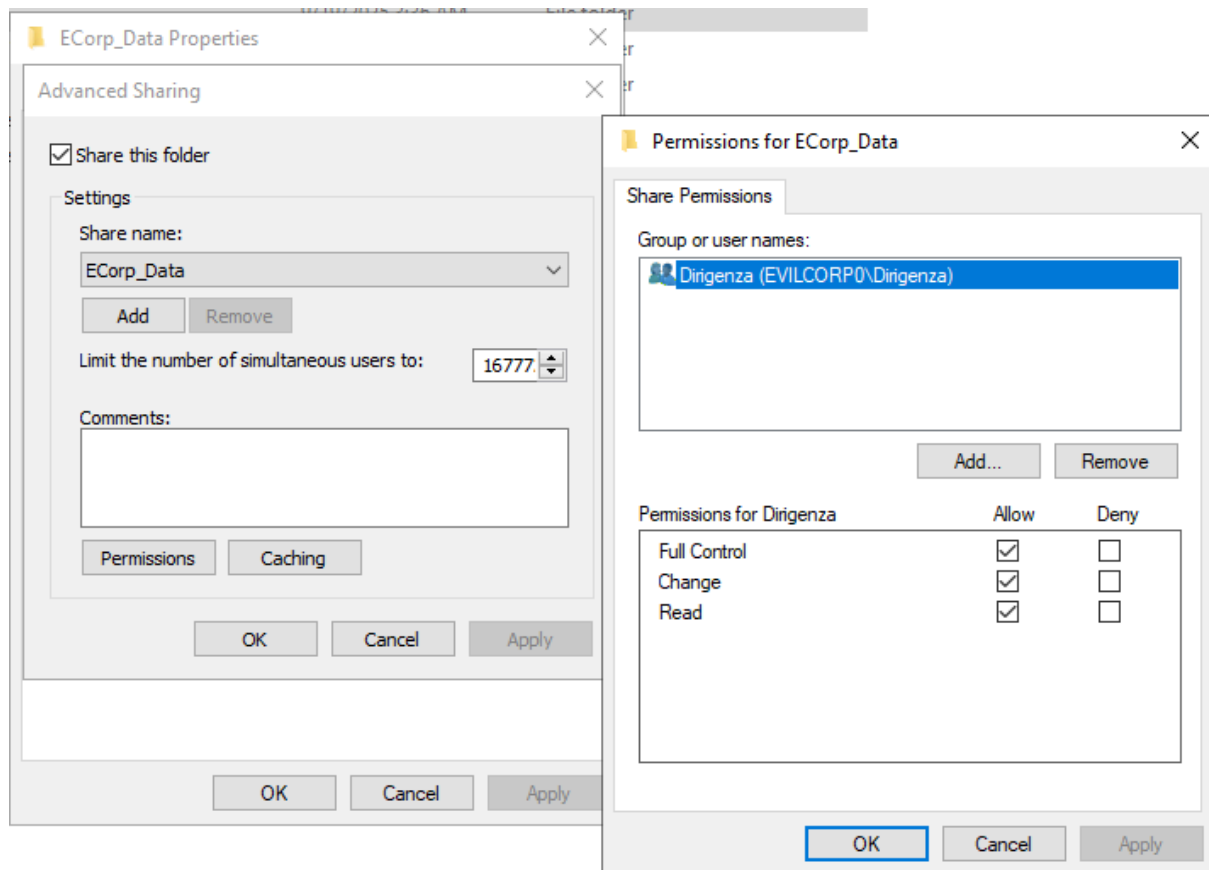 ECorp_Data Properties
Advanced Sharing
Share this folder
Settings
Share name:
ECorp_Data
Add Remove
Limit the number of simultaneous users to: 16777
Comments:
Permissions Caching
OK Cancel Apply
OK Cancel Apply
Permissions for ECorp_Data
Share Permissions
Group or user names:
Dirigenza (EVILCORP0\Dirigenza)
Add... Remove
Permissions for Dirigenza Allow Deny
Full Control
Change
Read
OK Cancel Apply